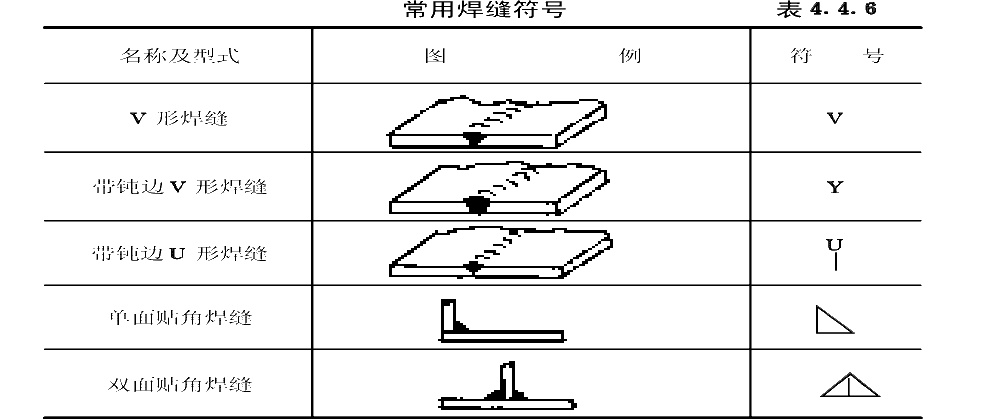 常用焊缝符号 表 4. 4. 6
名称及型式 图 例 符 号
V 形焊缝 V
带钝边 V 形焊缝 Y
带钝边 U 形焊缝 U
单面贴角焊缝
双面贴角焊缝